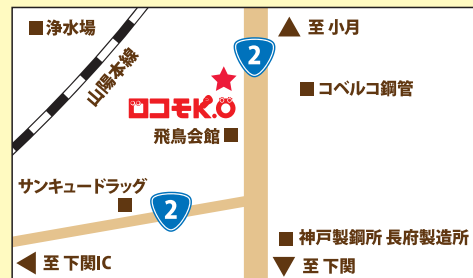 浄水場
至 小月
2
山陽本線
コベルコ鋼管
ロコモK.O
飛鳥会館
サンキュードラッグ
2
神戸製鋼所 長府製造所
至 下関IC
至 下関